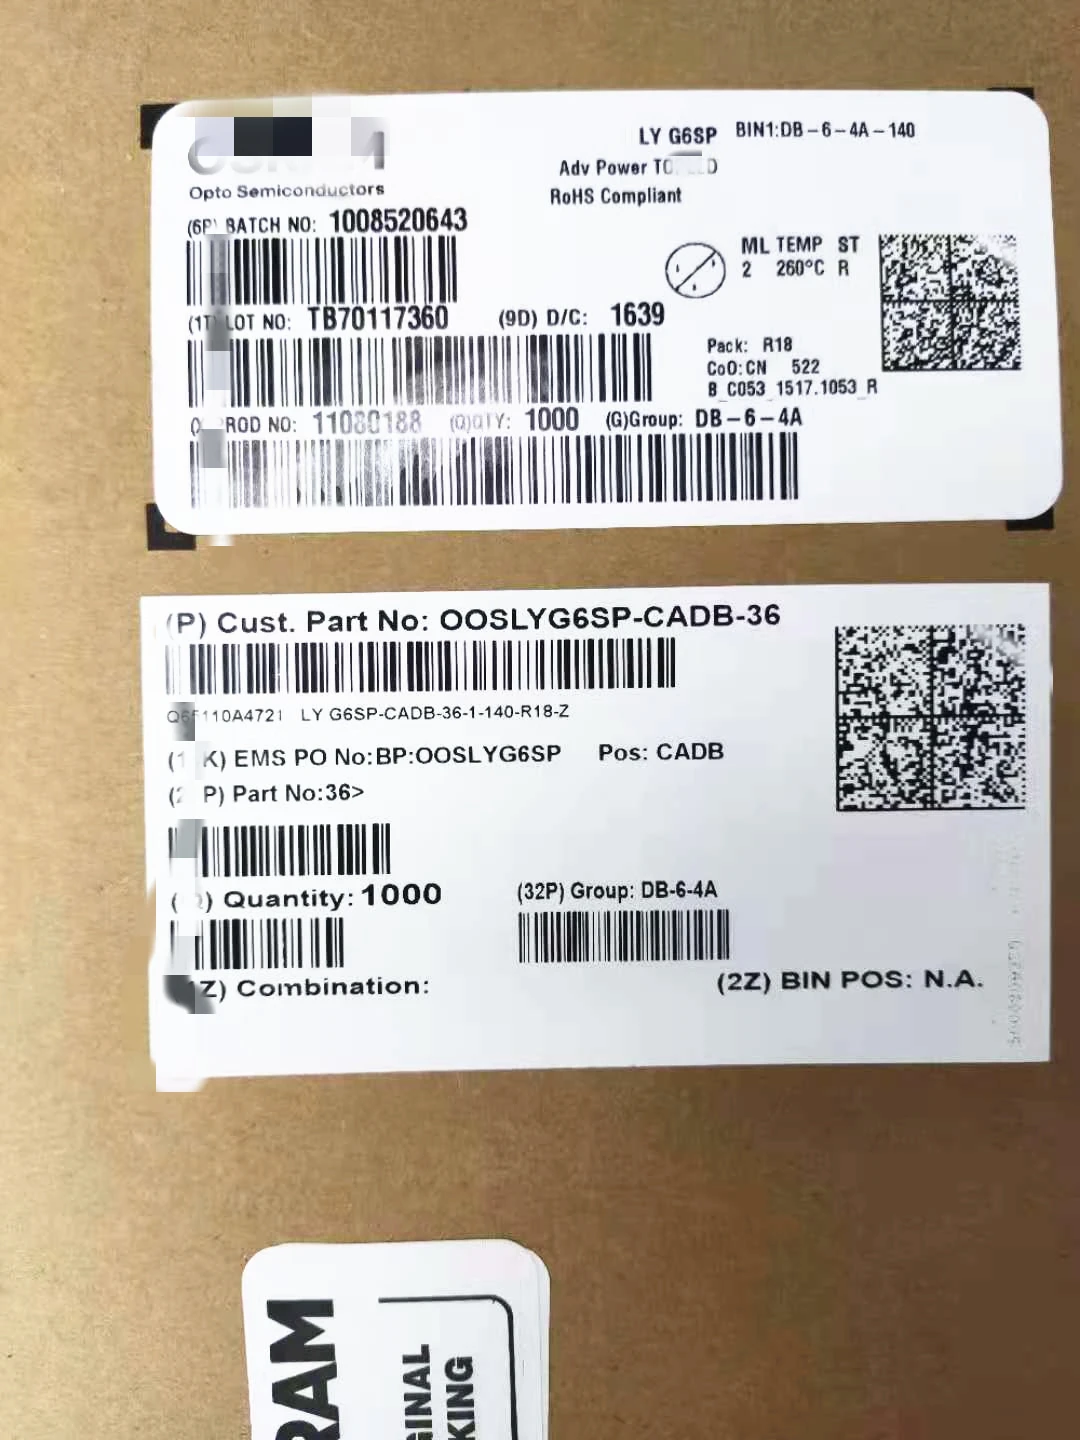 LY G6SP BIN1:DB-6-4A-140
Opto Semiconductors
Adv Power
RoHS Compliant
BATCH NO: 1008520643
ML TEMP ST
2 260°C R
LOT NO: TB70117360 (9D) D/C: 1639
Pack: R18
CoO:CN 522
B_C053_1517.1053_R
NO: 11080188 (Q)QTY: 1000 (G)Group: DB-6-4A
(P) Cust. Part No: OOSLYG6SP-CADB-36
LY G6SP-CADB-36-1-140-R18-Z
EMS PO No:BP:OOSLYG6SP Pos: CADB
Part No:36>
Quantity: 1000 (32P) Group: DB-6-4A
Combination: (2Z) BIN POS: N.A.